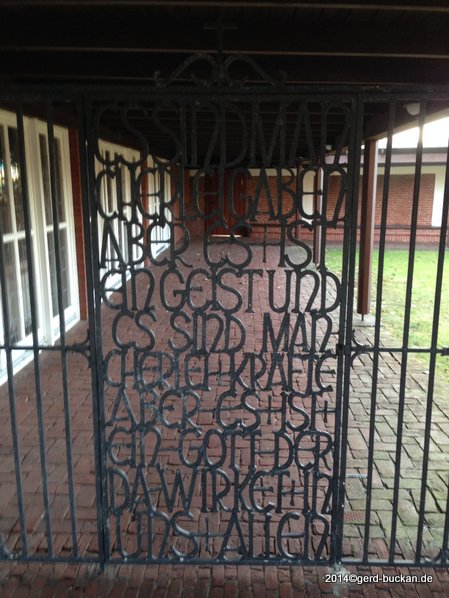 ES SIND MAN
CHERLEI GABEN
ABER ES IST
EIN GEIST UND
ES SIND MAN
CHERLEI KRÄFTE
ABER ES IST
EIN GOTT DER
DA WIRKET IN
UNS ALLEN
2014©gerd-buckan.de